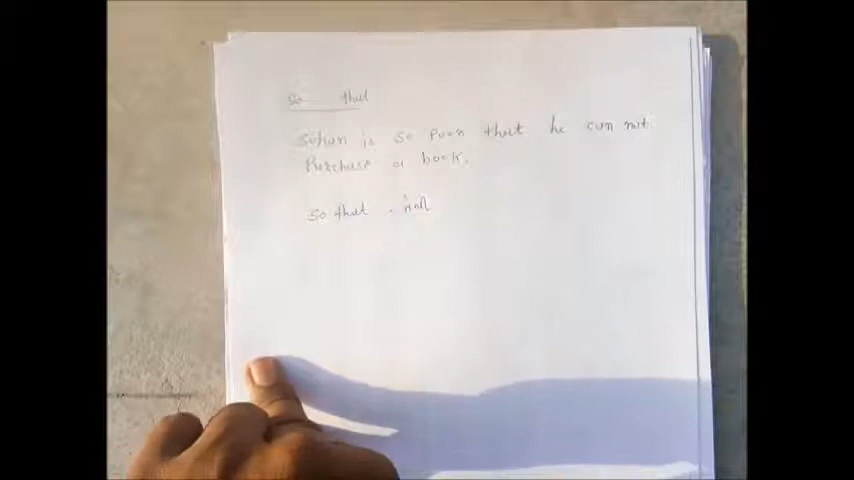 so that
Sohan is so poor that he can not
Purchase a book.
so that .